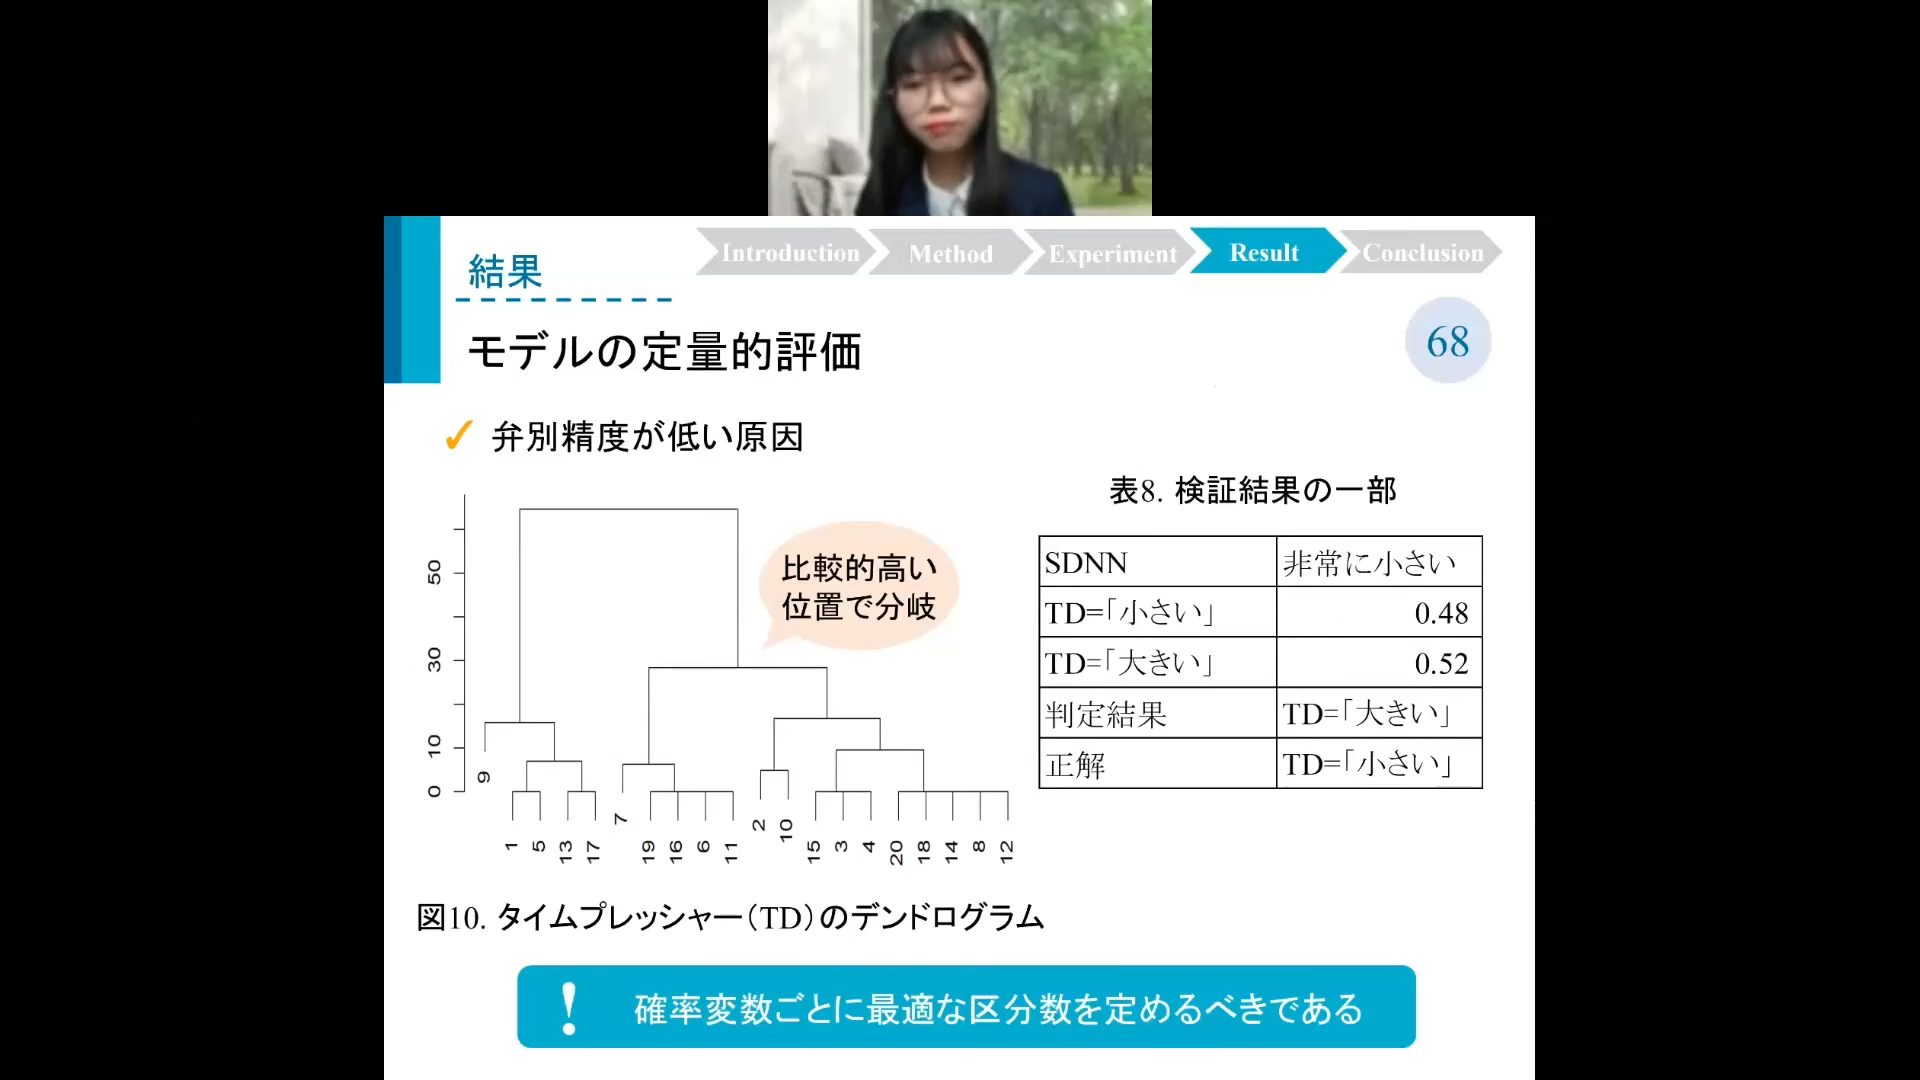 結果
Introduction
Method
Experiment
Result
Conclusion
モデルの定量的評価
68
✓ 弁別精度が低い原因
表8. 検証結果の一部
比較的高い
位置で分岐
SDNN 非常に小さい
TD=「小さい」 0.48
TD=「大きい」 0.52
判定結果 TD=「大きい」
正解 TD=「小さい」
50
30
10
0
9
1 5 13 17
7
19 16 6 11
2 10
15 3 4 20 18 14 8 12
図10. タイムプレッシャー(TD)のデンドログラム
! 確率変数ごとに最適な区分数を定めるべきである